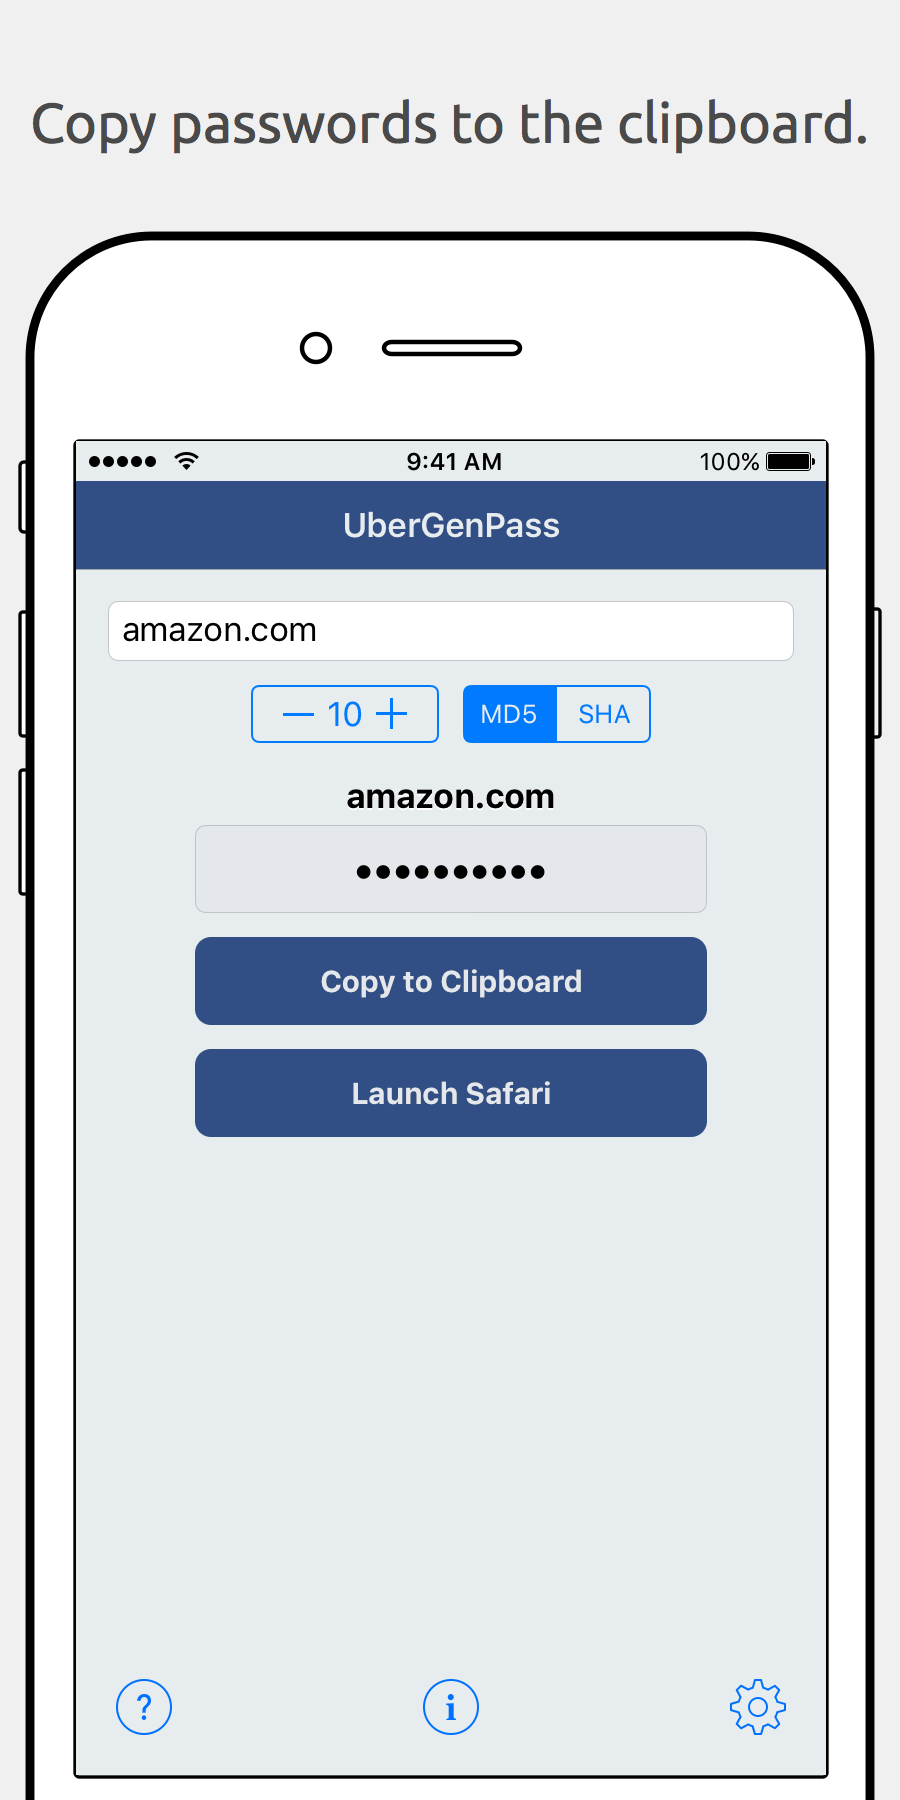 Copy passwords to the clipboard.
9:41 AM 100%
UberGenPass
amazon.com
10 MD5 SHA
amazon.com
••••••••••
Copy to Clipboard
Launch Safari
? i